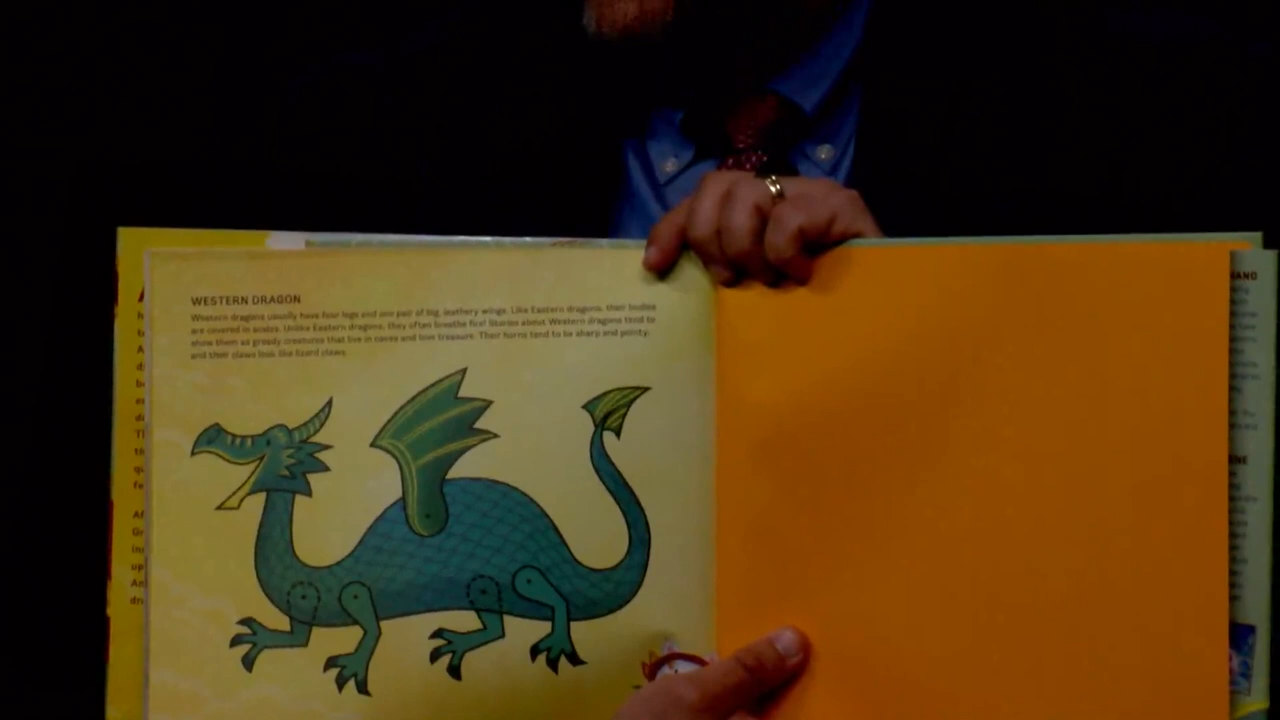 WESTERN DRAGON
Western dragons usually have four legs and one pair of big, leathery wings. Like Eastern dragons, their bodies
are covered in scales. Unlike Eastern dragons, they often breathe fire! Stories about Western dragons tend to
show them as greedy creatures that live in caves and love treasure. Their horns tend to be sharp and pointy,
and their claws look like lizard claws.